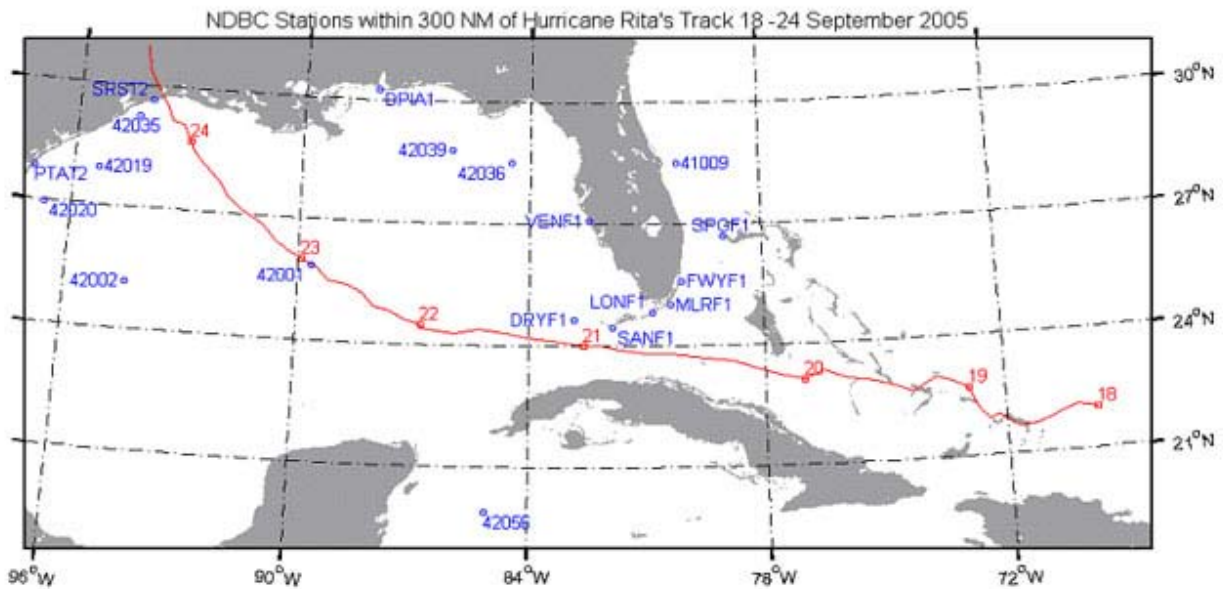 NDBC Stations within 300 NM of Hurricane Rita's Track 18 -24 September 2005
30°N
SRST2
DPIA1
42035
24
42039
42036
41009
42019
PTAT2
27°N
42020
VENF1
SPGF1
23
42001
42002
FWYF1
LONF1
MLRF1
22
DRYF1
24°N
21
SANF1
20
19
18
21°N
42056
96°W
90°W
84°W
78°W
72°W